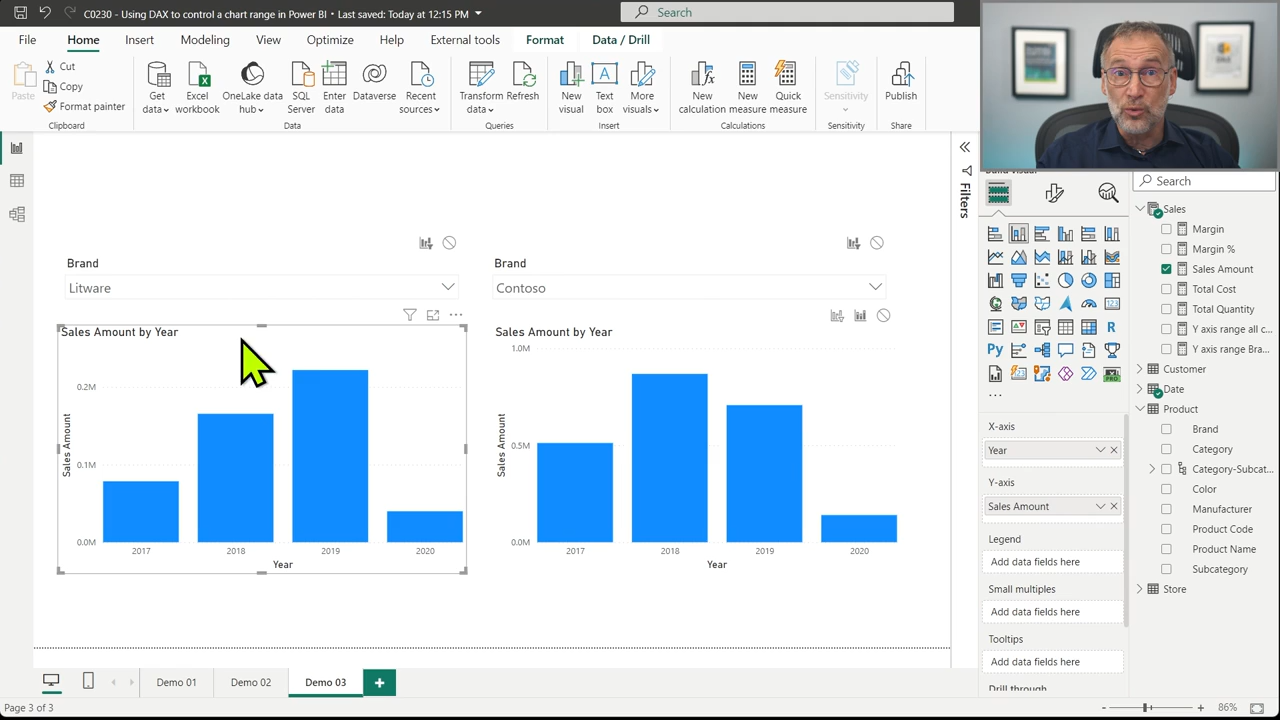 C0230 - Using DAX to control a chart range in Power BI • Last saved: Today at 12:15 PM
Search
File
Home
Insert
Modeling
View
Optimize
Help
External tools
Format
Data / Drill
Paste
Cut
Copy
Format painter
Clipboard
Get data
Excel workbook
OneLake data hub
SQL Server
Enter data
Dataverse
Recent sources
Data
Transform data
Refresh
Queries
New visual
Text box
More visuals
Insert
New calculation
New measure
Quick measure
Calculations
Sensitivity
Sensitivity
Publish
Share
Filters
Brand
Litware
Brand
Contoso
Sales Amount by Year
0.2M
0.1M
0.0M
Sales Amount
2017
2018
2019
2020
Year
Sales Amount by Year
1.0M
0.5M
0.0M
Sales Amount
2017
2018
2019
2020
Year
R
Py
123
PRO
X-axis
Year
Y-axis
Sales Amount
Legend
Add data fields here
Small multiples
Add data fields here
Tooltips
Add data fields here
Drill through
Search
Sales
Margin
Margin %
Sales Amount
Total Cost
Total Quantity
Y axis range all c...
Y axis range Bra...
Customer
Date
Product
Brand
Category
Category-Subcat...
Color
Manufacturer
Product Code
Product Name
Subcategory
Store
Demo 01
Demo 02
Demo 03
Page 3 of 3
86%